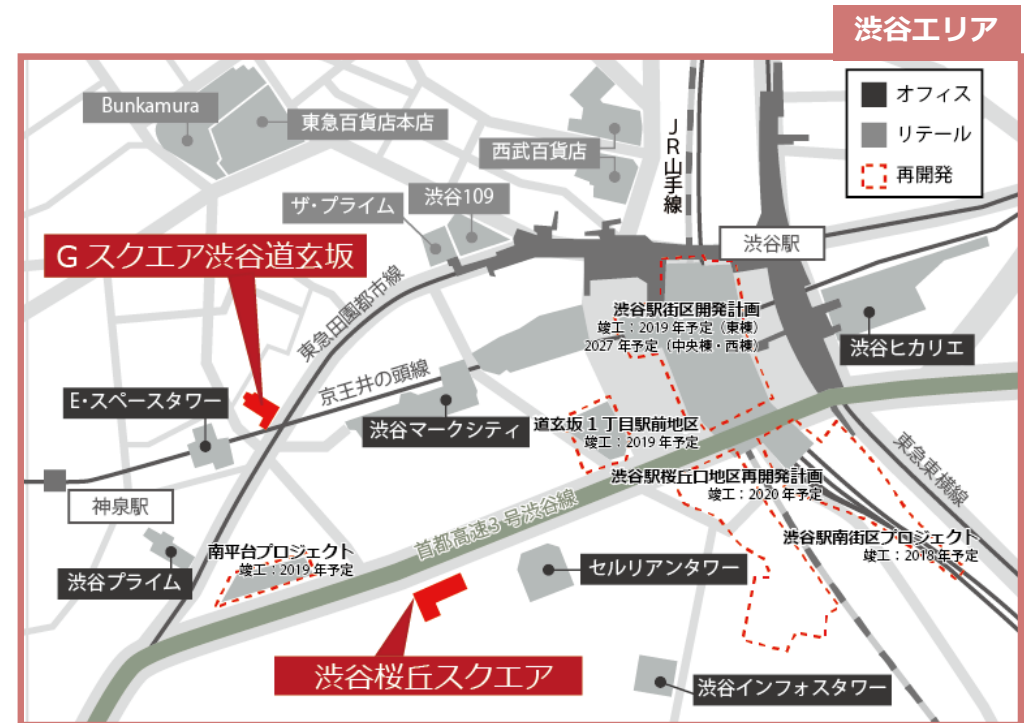 渋谷エリア
オフィス
リテール
再開発
Bunkamura
東急百貨店本店
西武百貨店
JR山手線
ザ・プライム
渋谷109
渋谷駅
Gスクエア渋谷道玄坂
東急田園都市線
渋谷駅街区開発計画
竣工：2019年予定（東棟）
2027年予定（中央棟・西棟）
渋谷ヒカリエ
京王井の頭線
E・スペースタワー
渋谷マークシティ
道玄坂1丁目駅前地区
竣工：2019年予定
東急東横線
渋谷駅桜丘口地区再開発計画
竣工：2020年予定
神泉駅
首都高速3号渋谷線
渋谷駅南街区プロジェクト
竣工：2018年予定
南平台プロジェクト
竣工：2019年予定
渋谷プライム
セルリアンタワー
渋谷桜丘スクエア
渋谷インフォスタワー